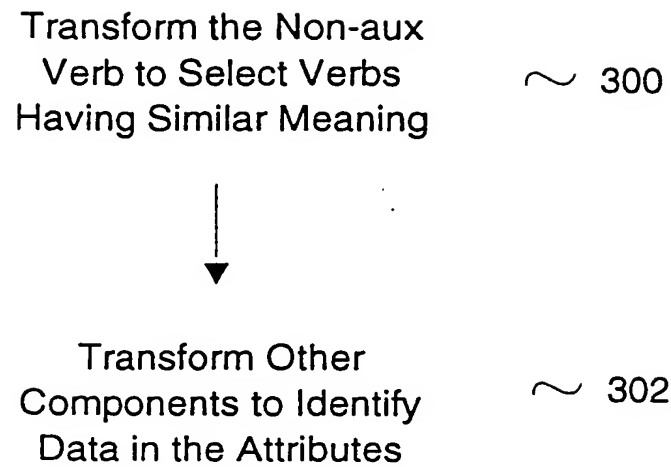 Transform the Non-aux
Verb to Select Verbs
Having Similar Meaning
~ 300
Transform Other
Components to Identify
Data in the Attributes
~ 302